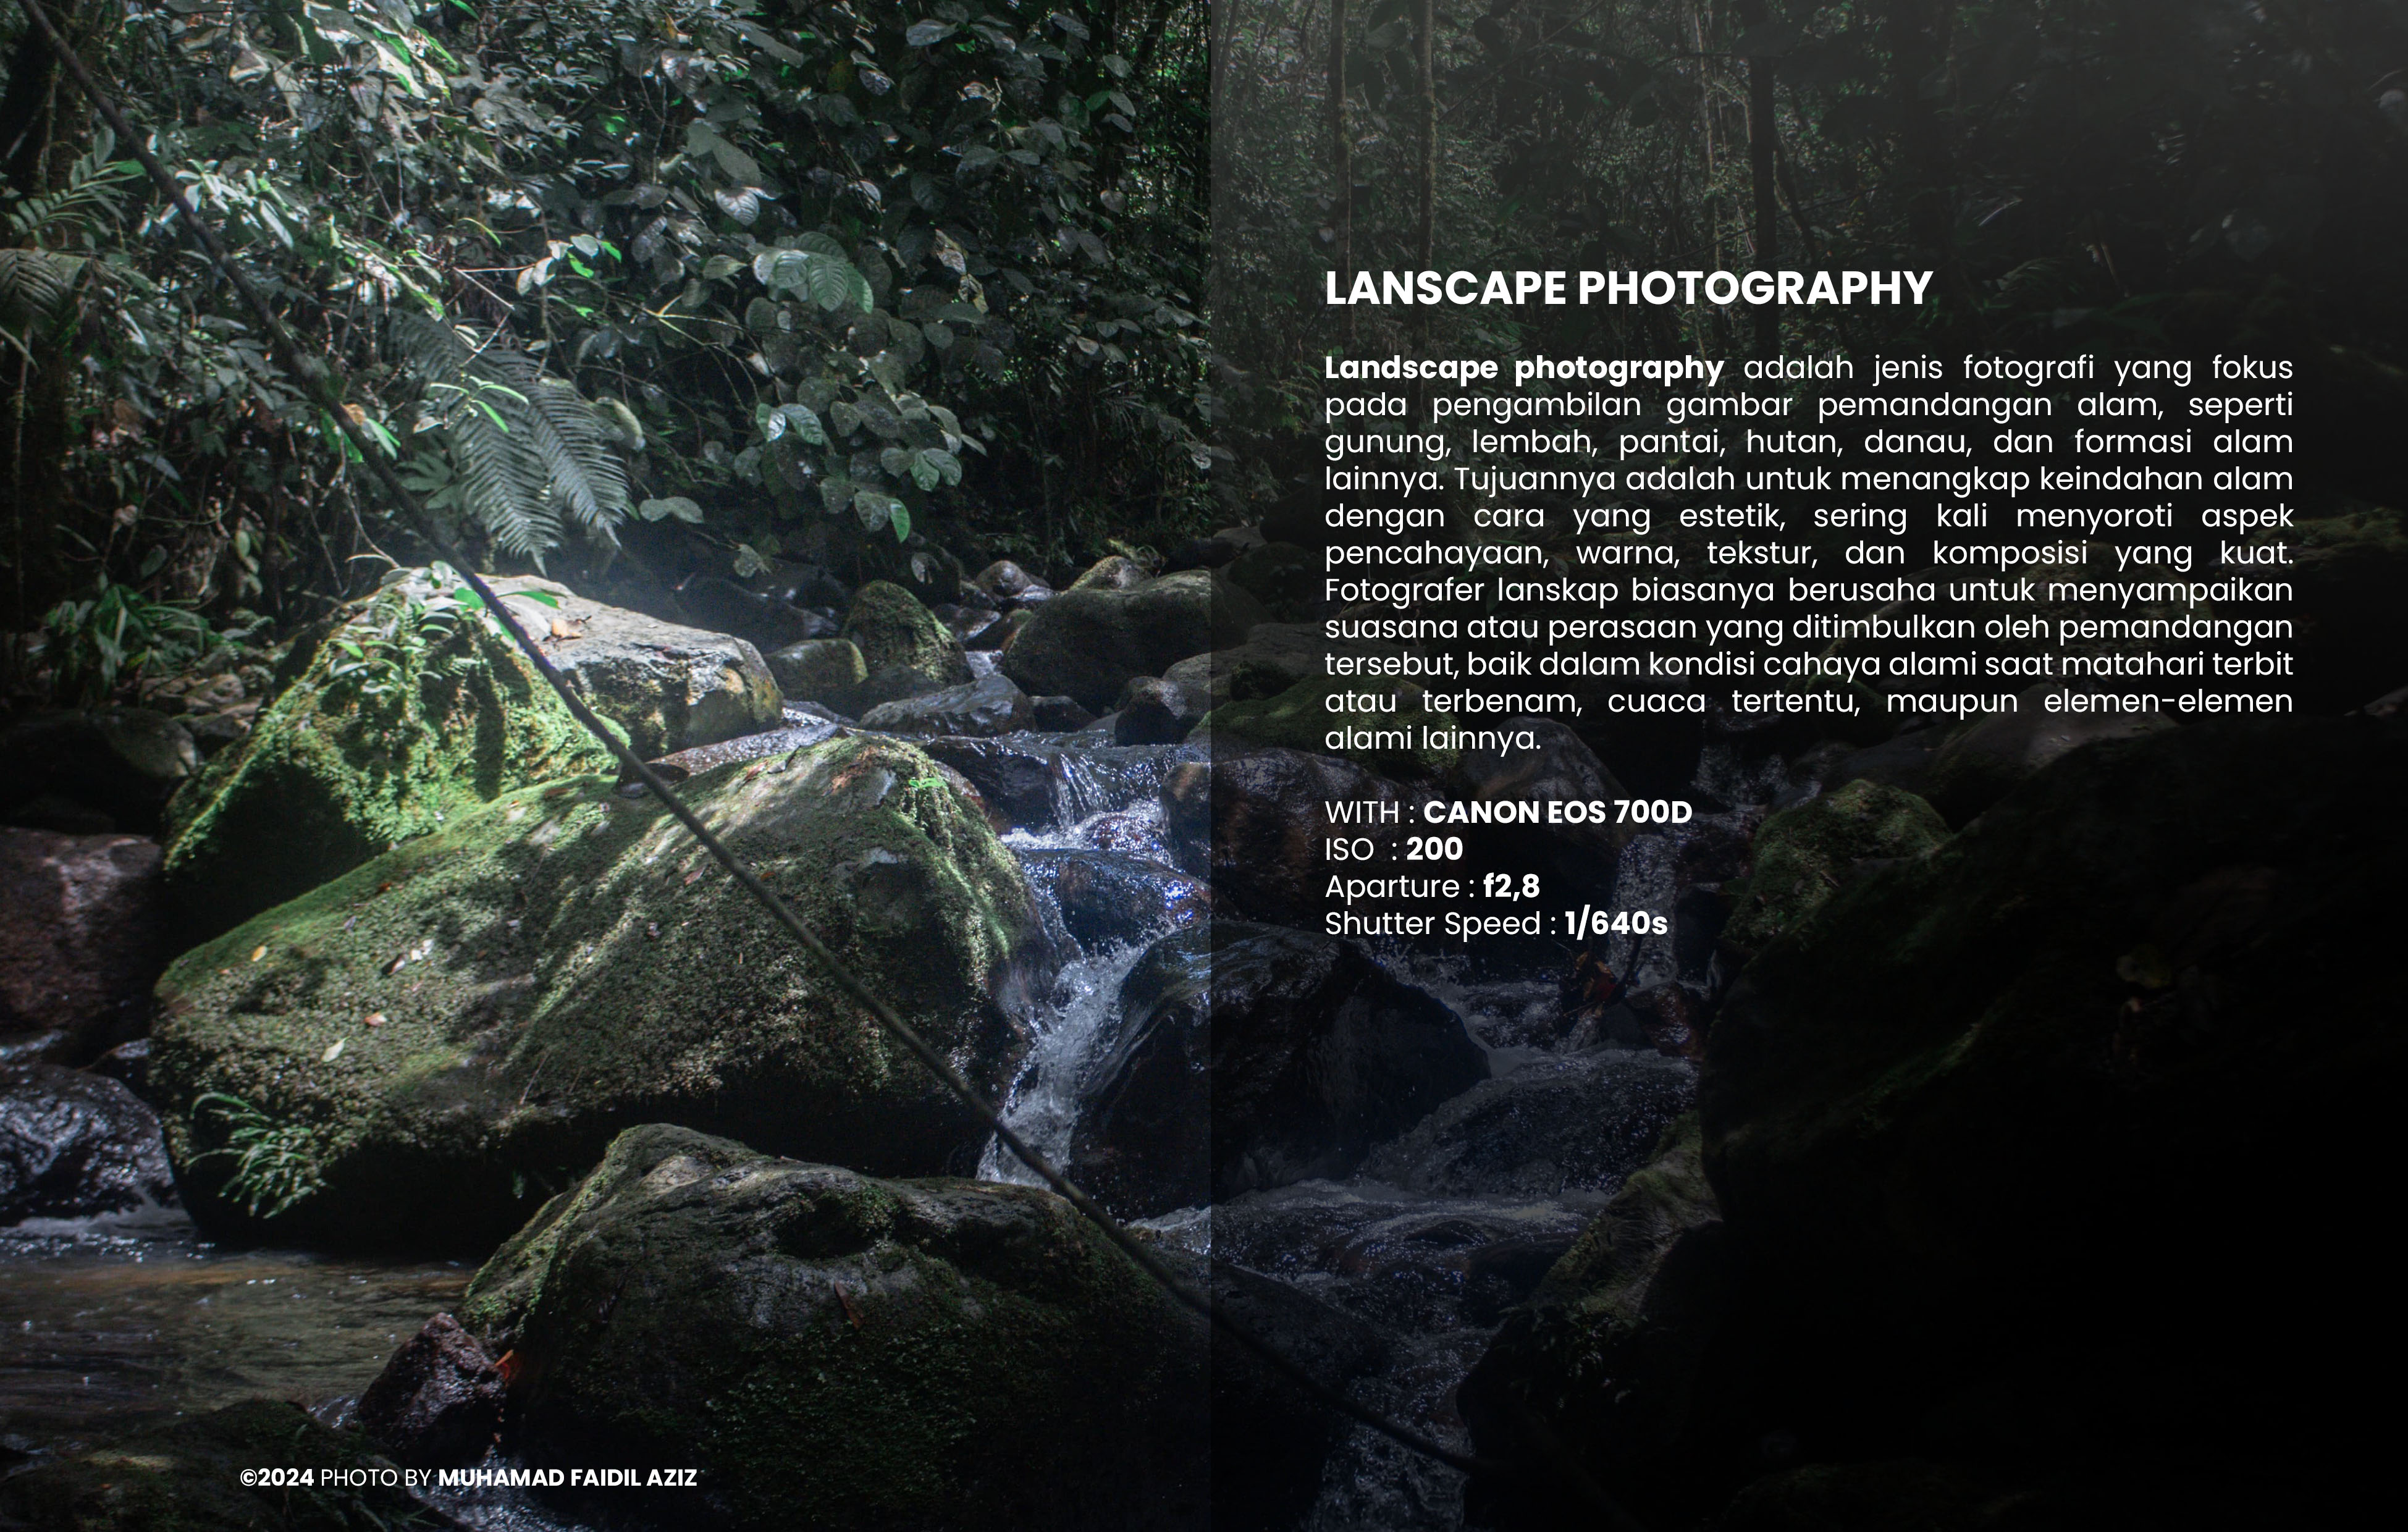 LANSCAPE PHOTOGRAPHY
Landscape photography adalah jenis fotografi yang fokus
pada pengambilan gambar pemandangan alam, seperti
gunung, lembah, pantai, hutan, danau, dan formasi alam
lainnya. Tujuannya adalah untuk menangkap keindahan alam
dengan cara yang estetik, sering kali menyoroti aspek
pencahayaan, warna, tekstur, dan komposisi yang kuat.
Fotografer lanskap biasanya berusaha untuk menyampaikan
suasana atau perasaan yang ditimbulkan oleh pemandangan
tersebut, baik dalam kondisi cahaya alami saat matahari terbit
atau terbenam, cuaca tertentu, maupun elemen-elemen
alami lainnya.
WITH : CANON EOS 700D
ISO : 200
Aparture : f2,8
Shutter Speed : 1/640s
©2024 PHOTO BY MUHAMAD FAIDIL AZIZ